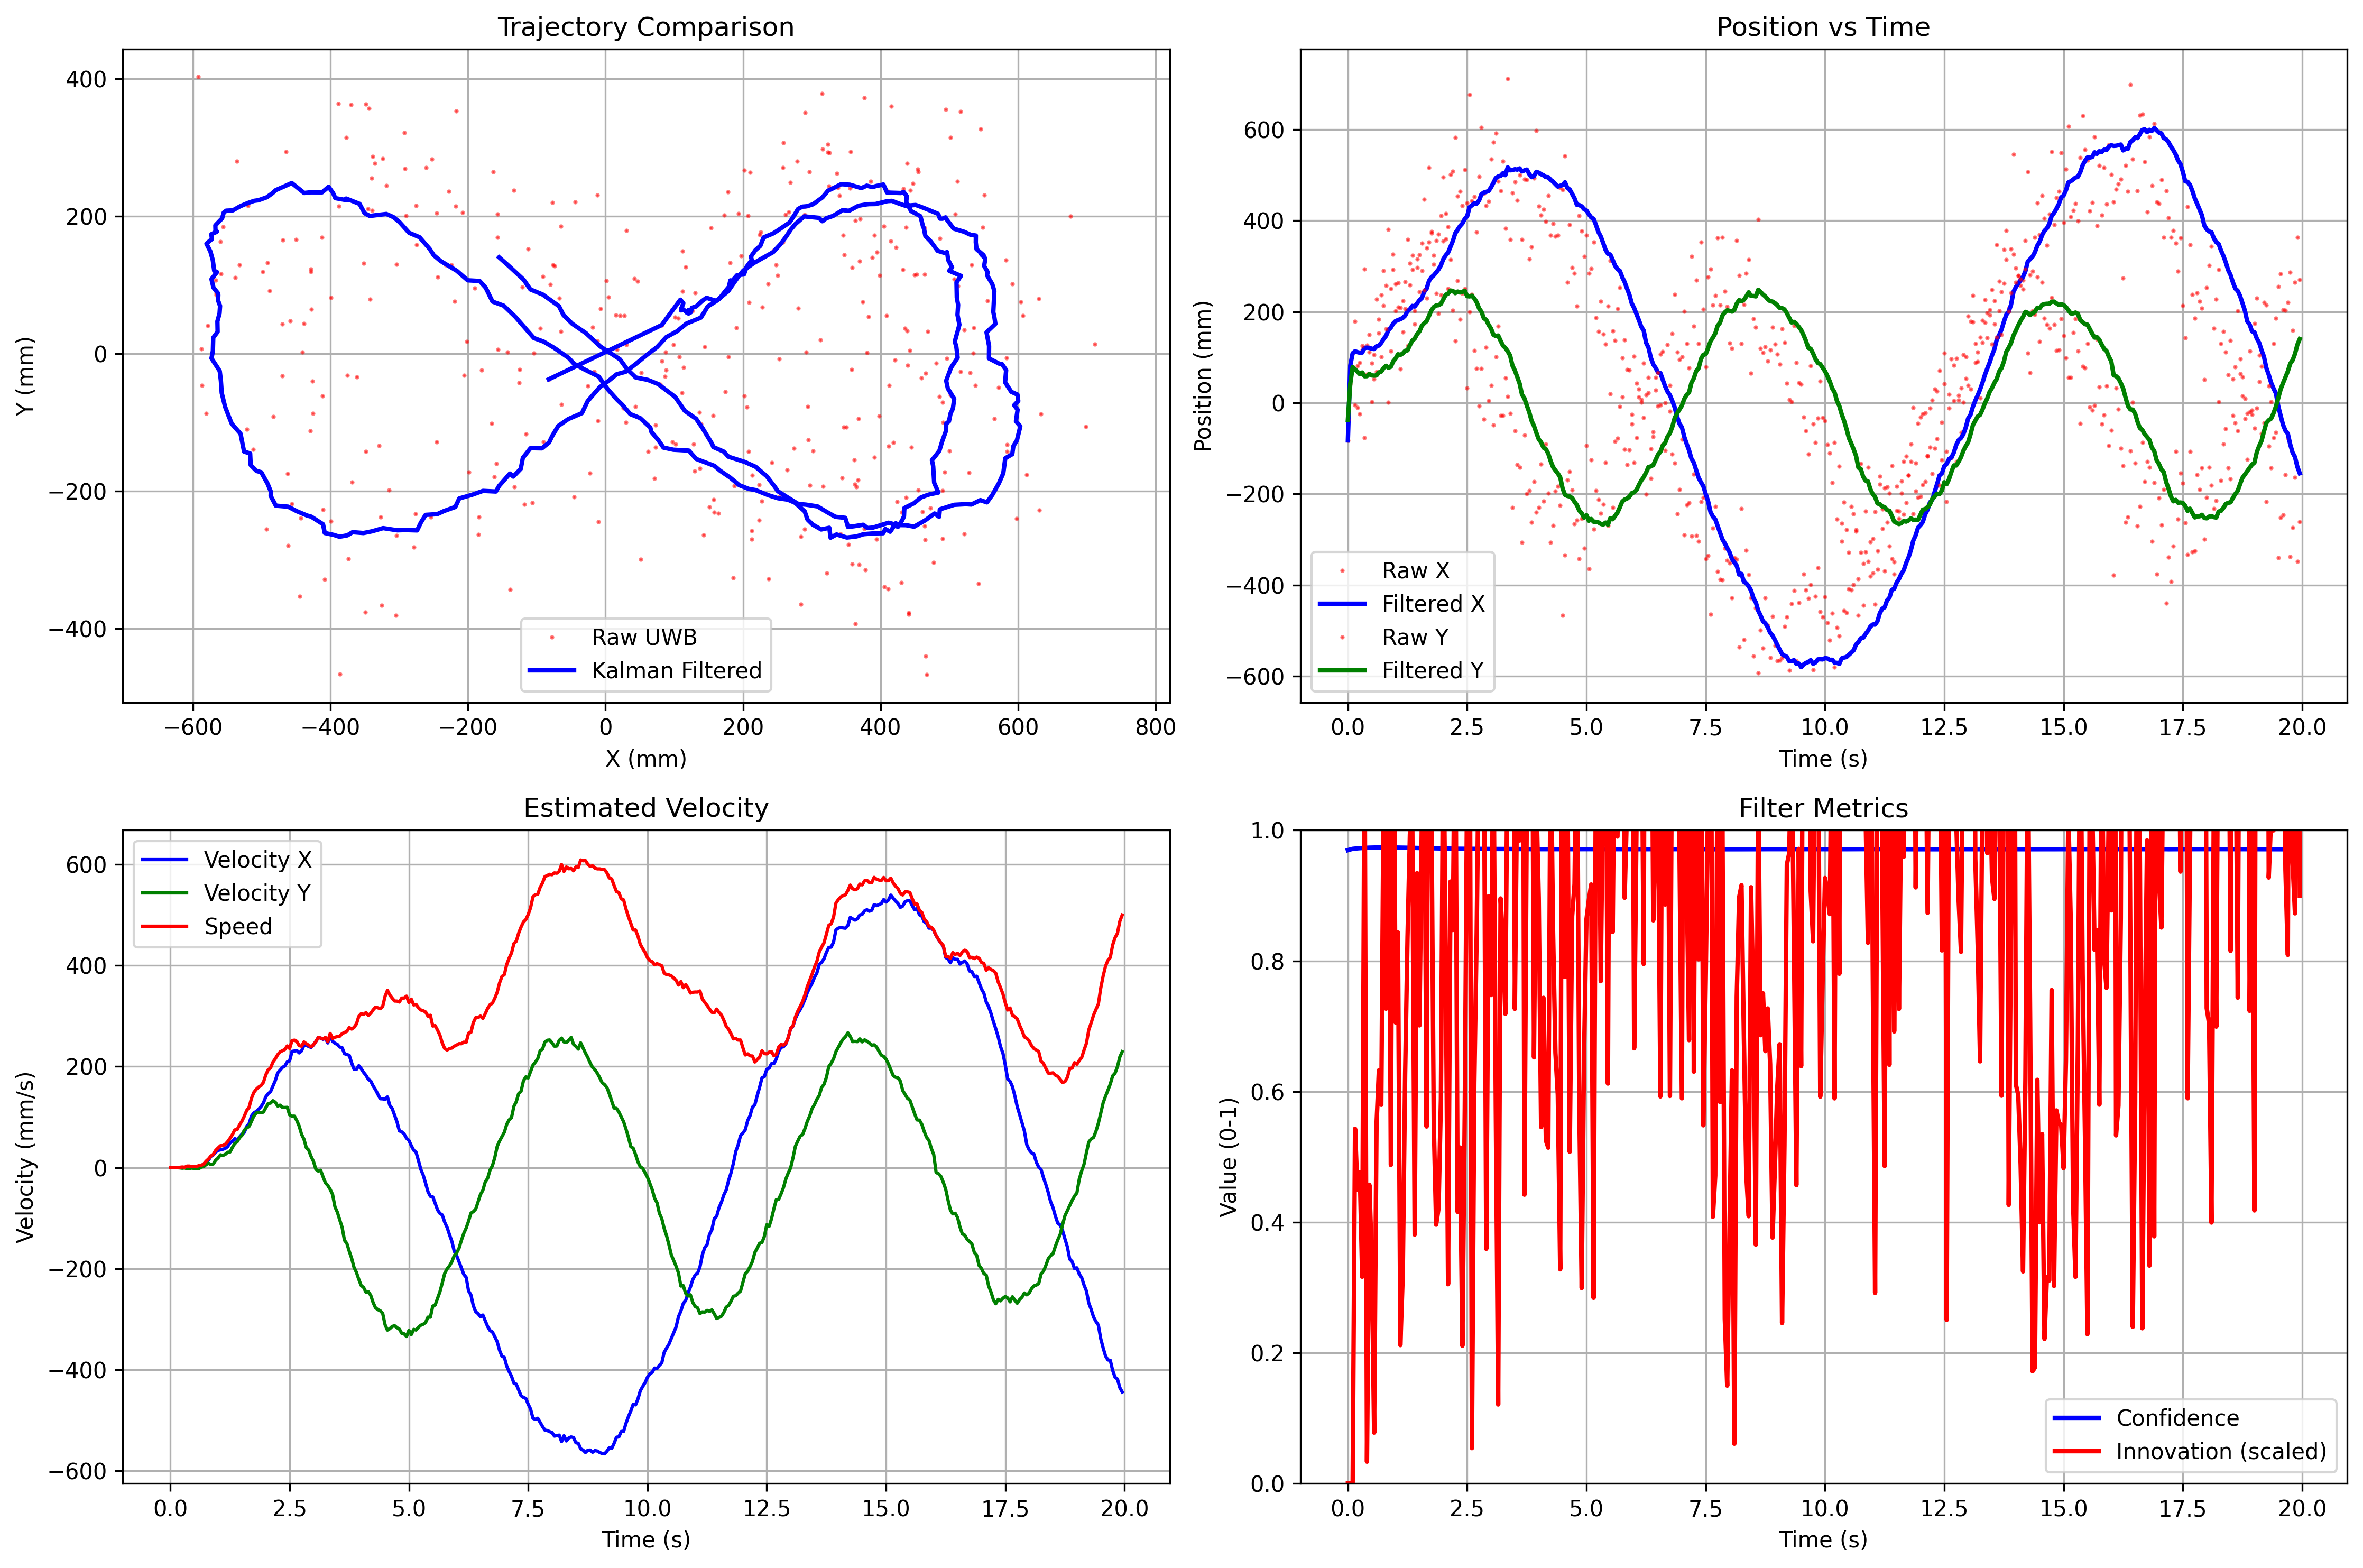 Trajectory Comparison
400
200
0
−200
−400
Y (mm)
−600
−400
−200
0
200
400
600
800
X (mm)
Raw UWB
Kalman Filtered
Position vs Time
600
400
200
0
−200
−400
−600
Position (mm)
0.0
2.5
5.0
7.5
10.0
12.5
15.0
17.5
20.0
Time (s)
Raw X
Filtered X
Raw Y
Filtered Y
Estimated Velocity
600
400
200
0
−200
−400
−600
Velocity (mm/s)
0.0
2.5
5.0
7.5
10.0
12.5
15.0
17.5
20.0
Time (s)
Velocity X
Velocity Y
Speed
Filter Metrics
1.0
0.8
0.6
0.4
0.2
0.0
Value (0-1)
0.0
2.5
5.0
7.5
10.0
12.5
15.0
17.5
20.0
Time (s)
Confidence
Innovation (scaled)